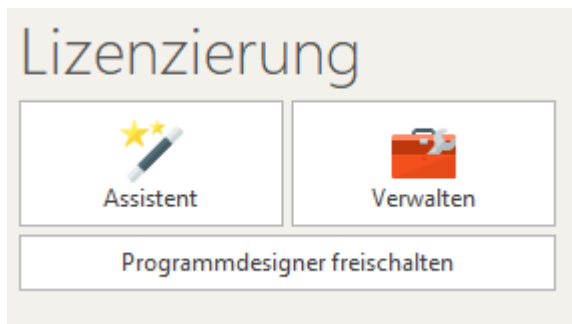 Lizenzierung
Assistent
Verwalten
Programmdesigner freischalten